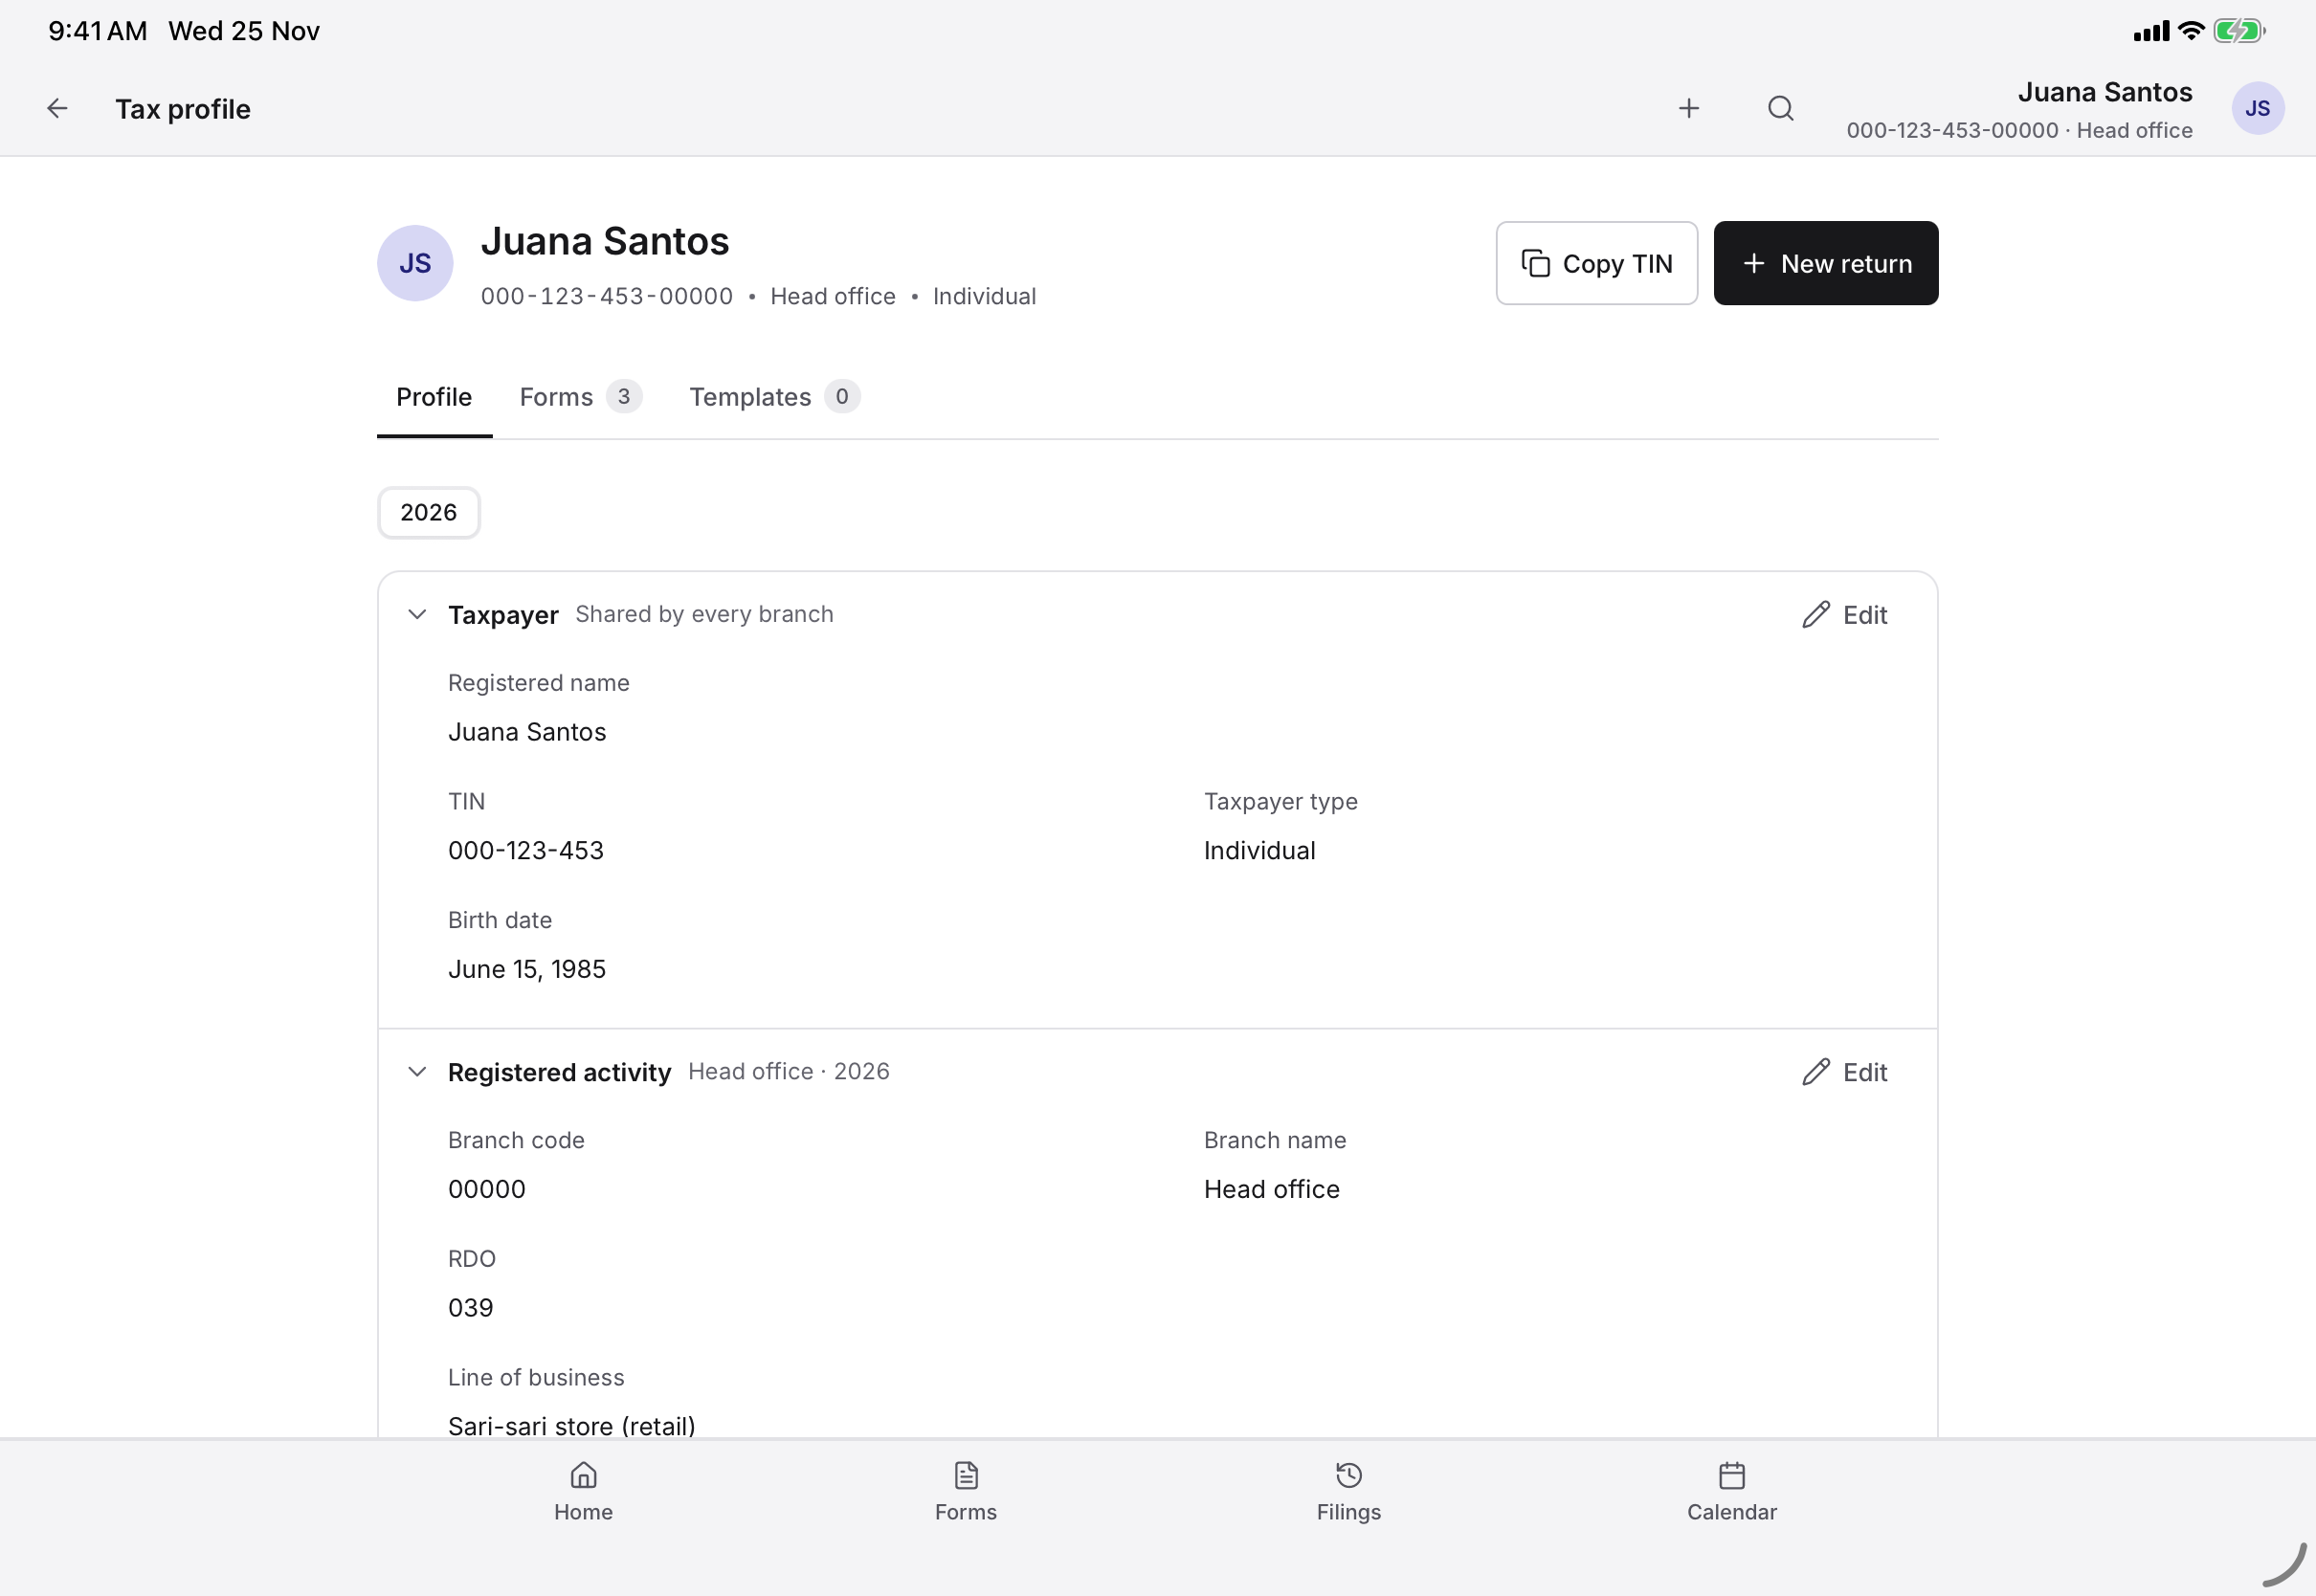 9:41 AM Wed 25 Nov
Tax profile
Juana Santos
000-123-453-00000 · Head office
JS
JS
Juana Santos
000-123-453-00000 • Head office • Individual
Copy TIN
New return
Profile
Forms 3
Templates 0
2026
Taxpayer Shared by every branch
Edit
Registered name
Juana Santos
TIN
000-123-453
Taxpayer type
Individual
Birth date
June 15, 1985
Registered activity Head office · 2026
Edit
Branch code
00000
Branch name
Head office
RDO
039
Line of business
Sari-sari store (retail)
Home
Forms
Filings
Calendar